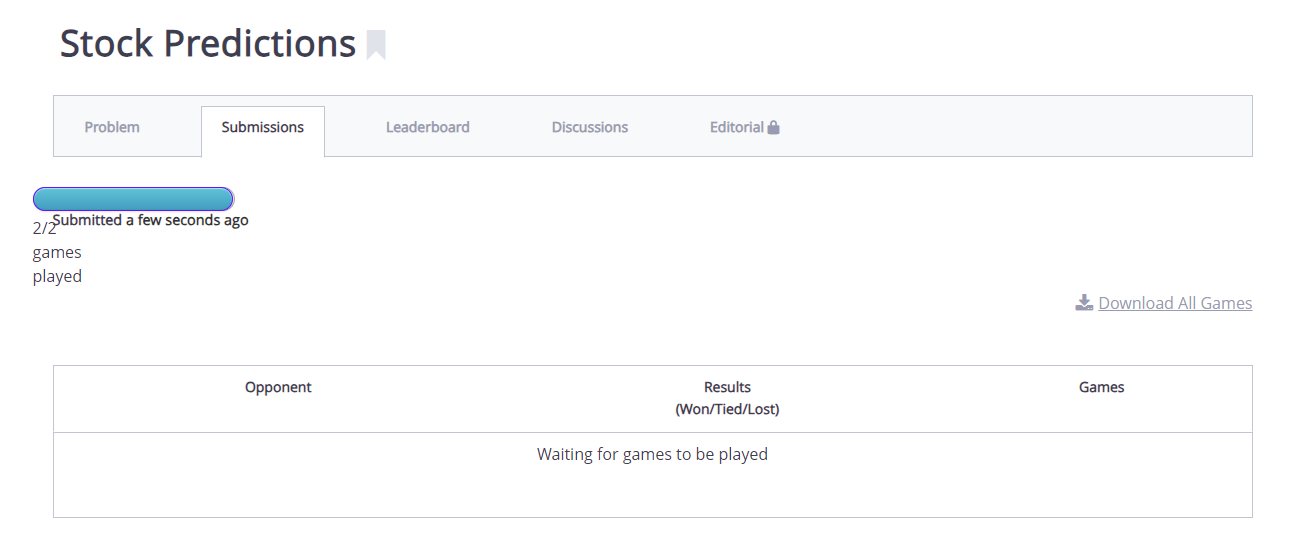 Stock Predictions
Problem
Submissions
Leaderboard
Discussions
Editorial
Submitted a few seconds ago
2/2
games
played
Download All Games
Opponent
Results
(Won/Tied/Lost)
Games
Waiting for games to be played